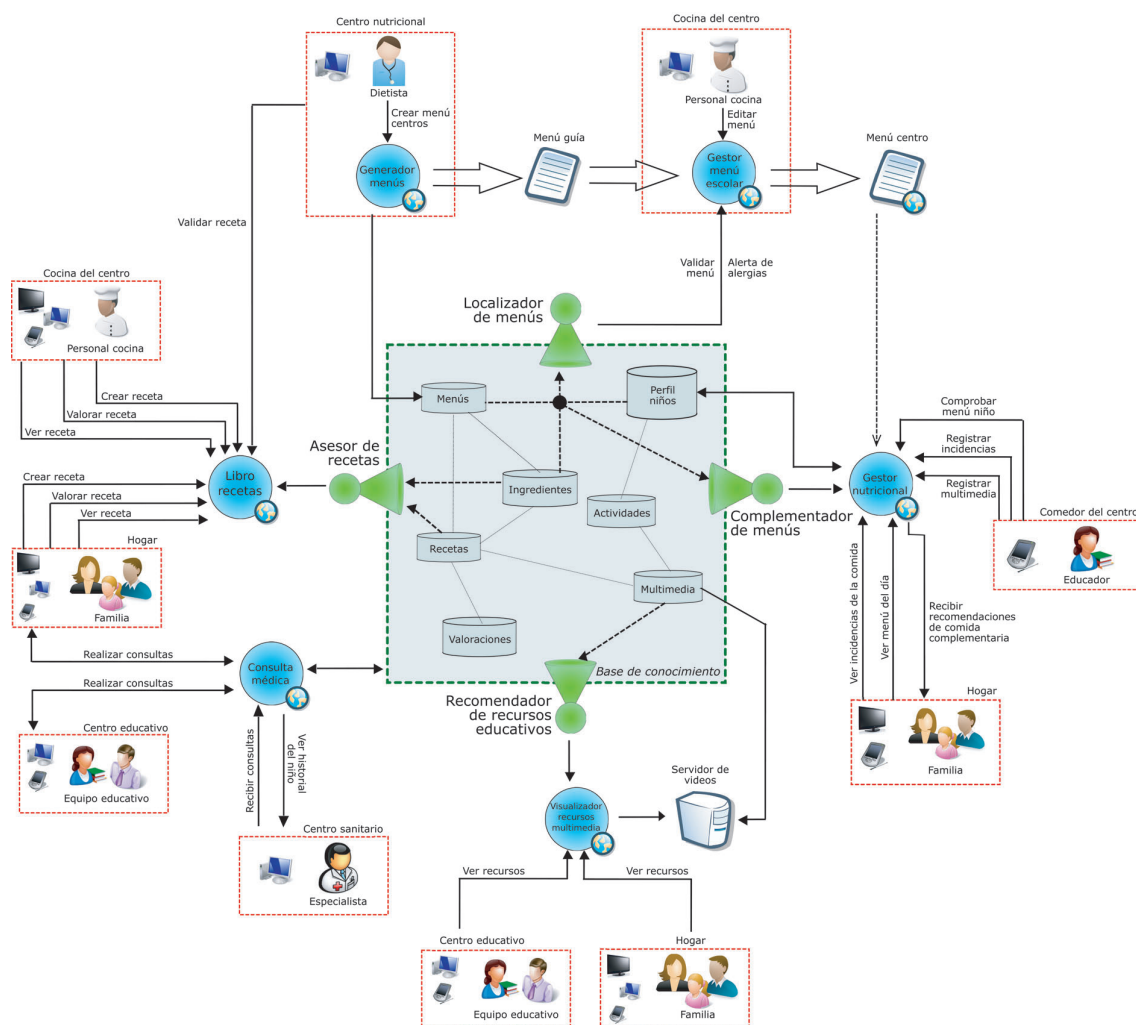 Centro nutricional
Dietista
Crear menú
centros
Generador
menús
Menú guía
Cocina del centro
Personal cocina
Editar
menú
Gestor
menú
escolar
Menú centro
Validar receta
Validar
menú
Alerta de
alergias
Cocina del centro
Personal cocina
Crear receta
Valorar receta
Ver receta
Localizador
de menús
Menús
Perfil
niños
Asesor de
recetas
Ingredientes
Actividades
Recetas
Multimedia
Valoraciones
Base de conocimiento
Complementador
de menús
Comprobar
menú niño
Registrar
incidencias
Registrar
multimedia
Gestor
nutricional
Comedor del centro
Educador
Libro
recetas
Crear receta
Valorar receta
Ver receta
Hogar
Familia
Realizar consultas
Realizar consultas
Consulta
médica
Centro educativo
Equipo educativo
Recibir consultas
Ver historial
del niño
Centro sanitario
Especialista
Recomendador
de recursos
educativos
Visualizador
recursos
multimedia
Servidor de
videos
Ver incidencias de la comida
Ver menú del día
Recibir
recomendaciones
de comida
complementaria
Hogar
Familia
Ver recursos
Ver recursos
Centro educativo
Equipo educativo
Hogar
Familia